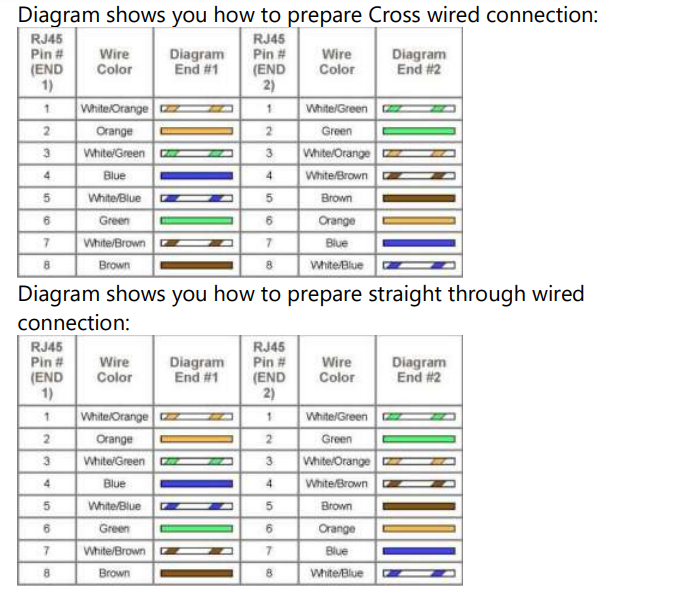 Diagram shows you how to prepare Cross wired connection:
RJ45 Pin # (END 1) Wire Color Diagram End #1 RJ45 Pin # (END 2) Wire Color Diagram End #2
1 White/Orange 1 White/Green
2 Orange 2 Green
3 White/Green 3 White/Orange
4 Blue 4 White/Brown
5 White/Blue 5 Brown
6 Green 6 Orange
7 White/Brown 7 Blue
8 Brown 8 White/Blue
Diagram shows you how to prepare straight through wired
connection:
RJ45 Pin # (END 1) Wire Color Diagram End #1 RJ45 Pin # (END 2) Wire Color Diagram End #2
1 White/Orange 1 White/Green
2 Orange 2 Green
3 White/Green 3 White/Orange
4 Blue 4 White/Brown
5 White/Blue 5 Brown
6 Green 6 Orange
7 White/Brown 7 Blue
8 Brown 8 White/Blue